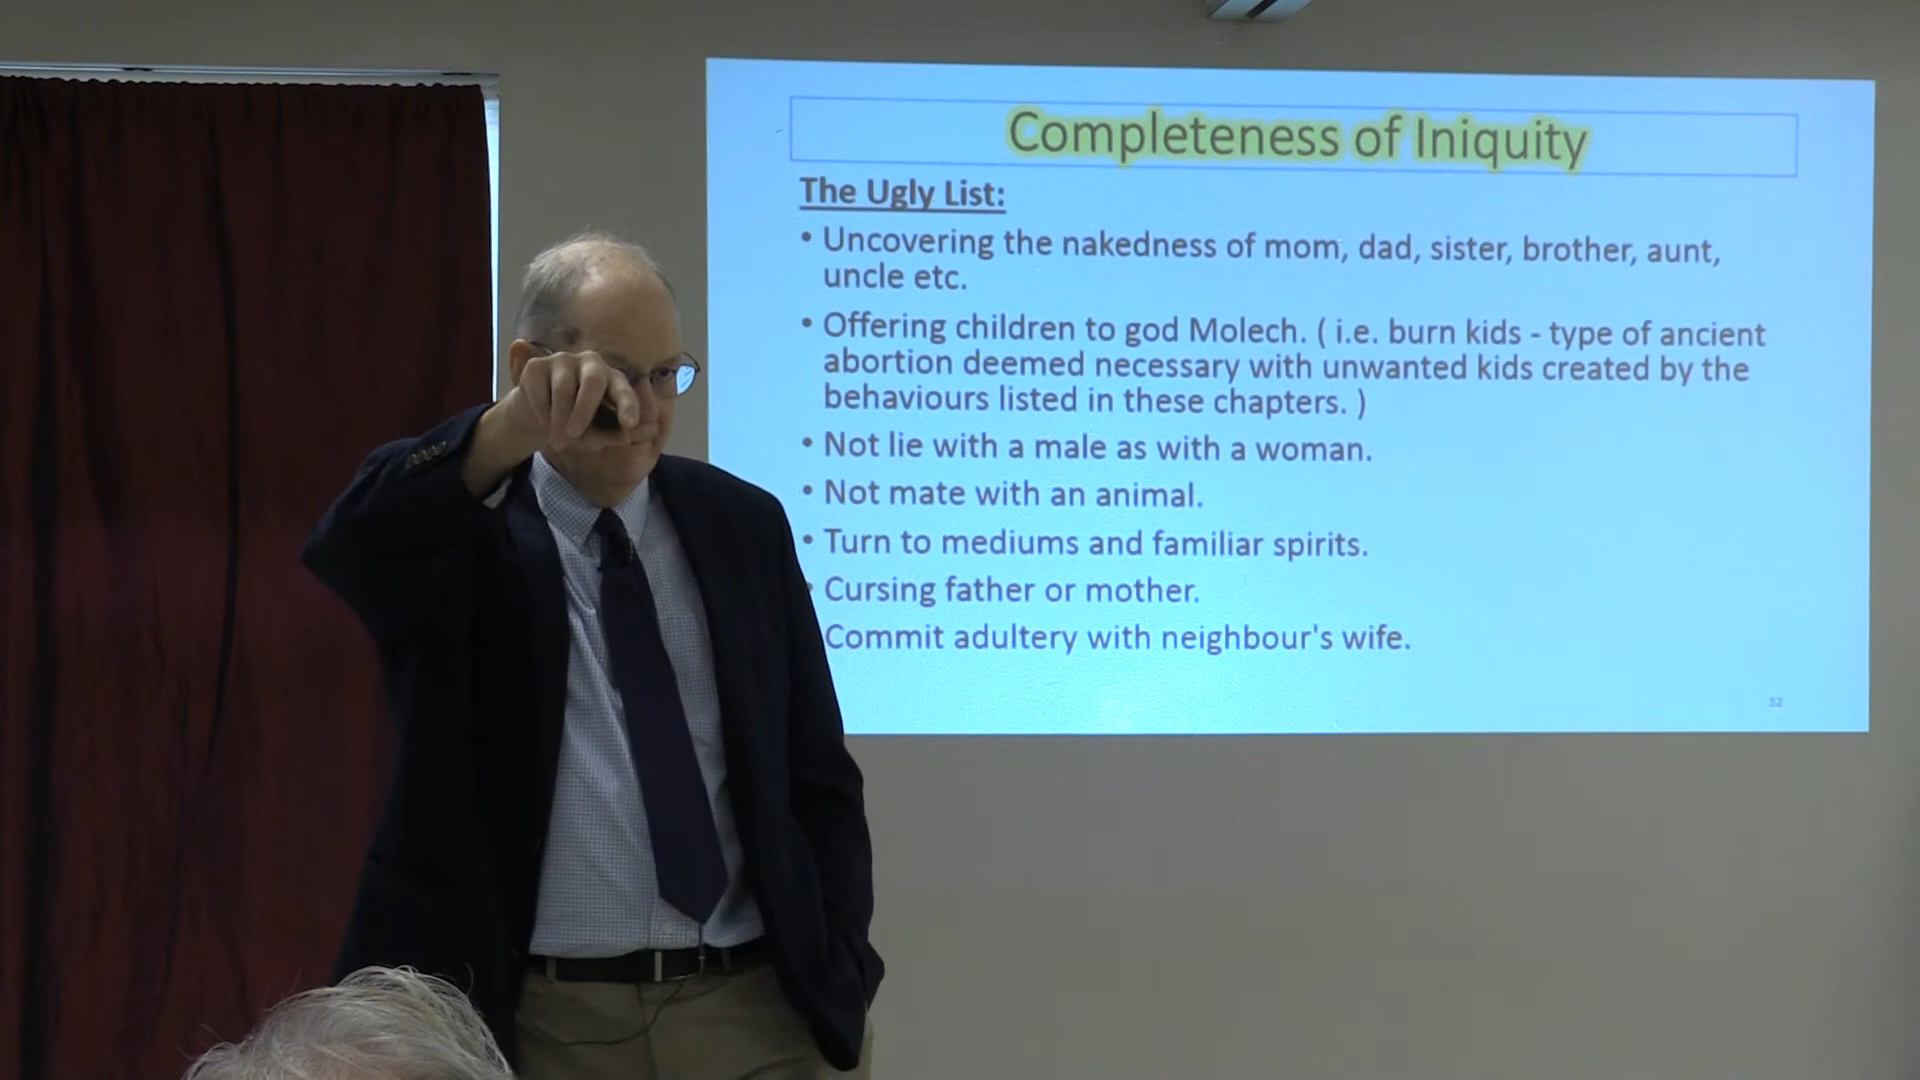 Completeness of Iniquity
The Ugly List:
• Uncovering the nakedness of mom, dad, sister, brother, aunt,
uncle etc.
• Offering children to god Molech. ( i.e. burn kids - type of ancient
abortion deemed necessary with unwanted kids created by the
behaviours listed in these chapters. )
• Not lie with a male as with a woman.
• Not mate with an animal.
• Turn to mediums and familiar spirits.
• Cursing father or mother.
Commit adultery with neighbour's wife.
32